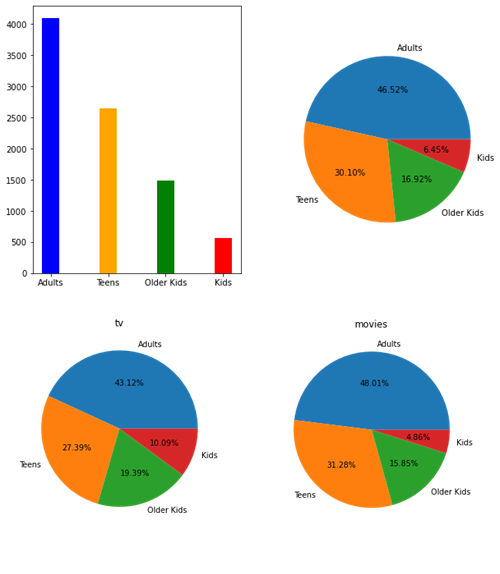 4000
3500
3000
2500
2000
1500
1000
500
0
Adults Teens Older Kids Kids
Adults
46.52%
Teens
30.10%
Older Kids
16.92%
Kids
6.45%
tv
Adults
43.12%
Teens
27.39%
Older Kids
19.39%
Kids
10.09%
movies
Adults
48.01%
Teens
31.28%
Older Kids
15.85%
Kids
4.86%